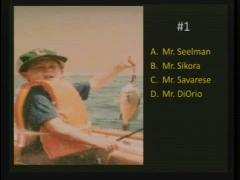 #1
A. Mr. Seelman
B. Mr. Sikora
C. Mr. Savarese
D. Mr. DiOrio